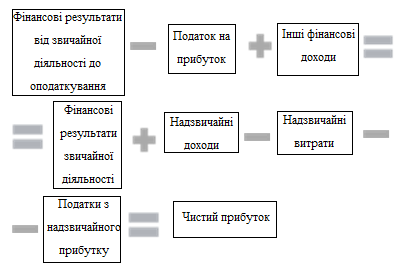 Фінансові результати
від звичайної
діяльності до
оподаткування
Податок на
прибуток
Інші фінансові
доходи
Фінансові
результати
звичайної
діяльності
Надзвичайні
доходи
Надзвичайні
витрати
Податки з
надзвичайного
прибутку
Чистий прибуток